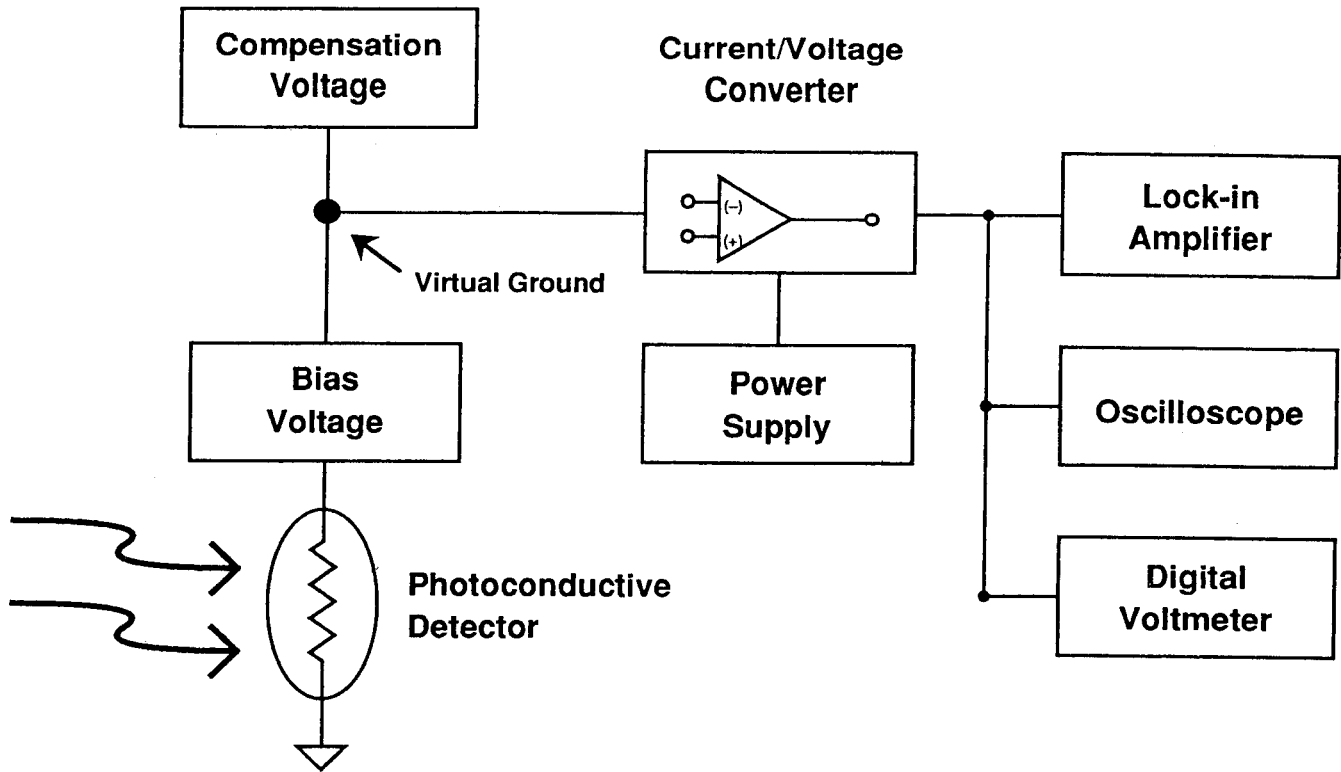 Compensation
Voltage
Current/Voltage
Converter
(–)
(+)
Lock-in
Amplifier
Virtual Ground
Bias
Voltage
Power
Supply
Oscilloscope
Photoconductive
Detector
Digital
Voltmeter